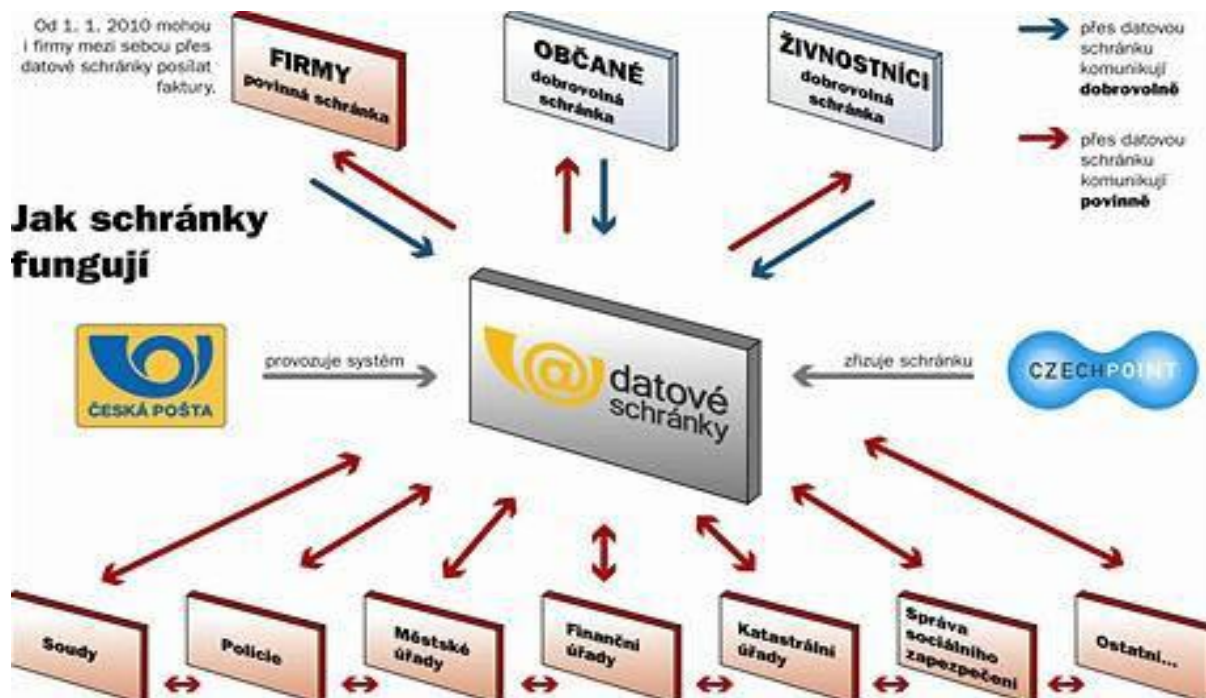 Od 1. 1. 2010 mohou
i firmy mezi sebou přes
datové schránky posílat
faktury.
FIRMY
povinná schránka
OBČANÉ
dobrovolná
schránka
ŽIVNOSTNÍCI
dobrovolná
schránka
přes datovou
schránku
komunikují
dobrovolně
přes datovou
schránku
komunikují
povinně
Jak schránky
fungují
ČESKÁ POŠTA
provozuje systém
@ datové
schránky
zřizuje schránku
CZECHPOINT
Soudy
Policie
Městské
úřady
Finanční
úřady
Katastrální
úřady
Správa
sociálního
zapezpečení
Ostatní...